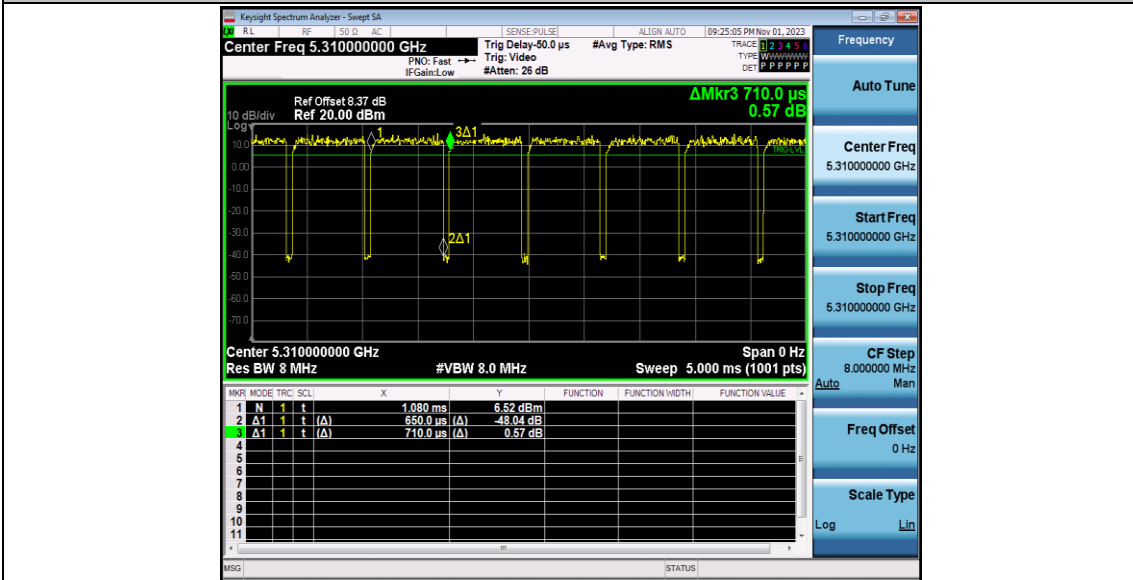 Keysight Spectrum Analyzer - Swept SA
RL RF 50 Ω AC SENSE:PULSE ALIGN AUTO 09:25:05 PM Nov 01, 2023
Center Freq 5.310000000 GHz
PNO: Fast
IFGain:Low
Trig Delay-50.0 µs
Trig: Video
#Atten: 26 dB
#Avg Type: RMS
TRACE 1 2 3 4 5 6
TYPE WWWWWW
DET P P P P P P
ΔMkr3 710.0 µs
0.57 dB
Ref Offset 8.37 dB
10 dB/div Ref 20.00 dBm
Log
10.0
0.00
-10.0
-20.0
-30.0
-40.0
-50.0
-60.0
-70.0
1
3Δ1
TRIG LVL
2Δ1
Center 5.310000000 GHz Span 0 Hz
Res BW 8 MHz #VBW 8.0 MHz Sweep 5.000 ms (1001 pts)
MKR MODE TRC SCL X Y FUNCTION FUNCTION WIDTH FUNCTION VALUE
1 N 1 t 1.080 ms 6.52 dBm
2 Δ1 1 t (Δ) 650.0 µs (Δ) -48.04 dB
3 Δ1 1 t (Δ) 710.0 µs (Δ) 0.57 dB
4
5
6
7
8
9
10
11
MSG STATUS
Frequency
Auto Tune
Center Freq
5.310000000 GHz
Start Freq
5.310000000 GHz
Stop Freq
5.310000000 GHz
CF Step
8.000000 MHz
Auto Man
Freq Offset
0 Hz
Scale Type
Log Lin